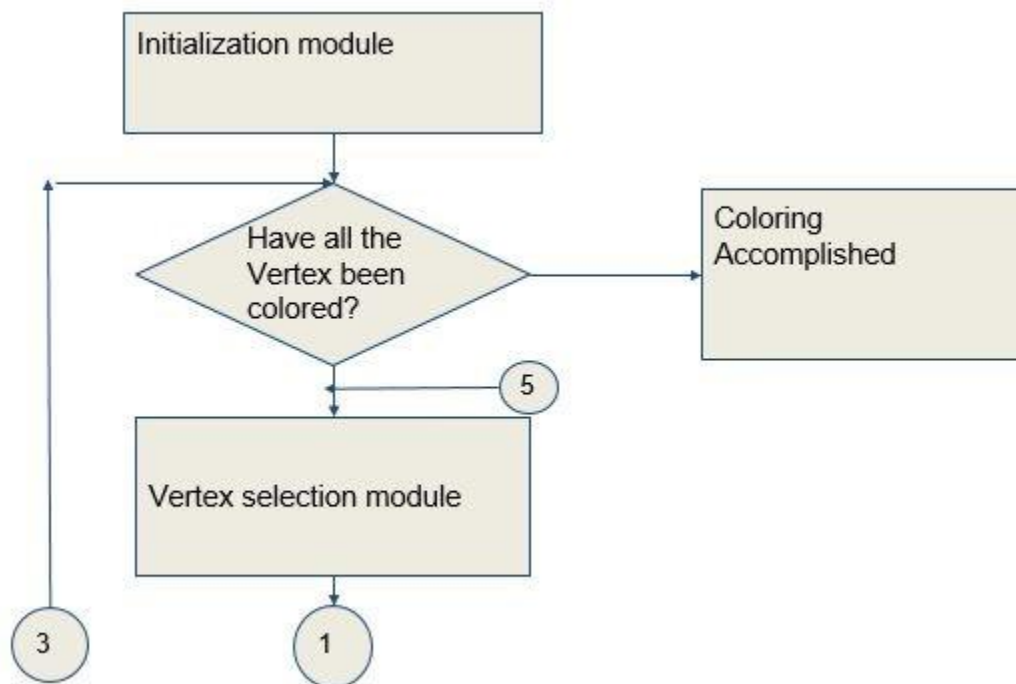 Initialization module
Have all the
Vertex been
colored?
Coloring
Accomplished
5
Vertex selection module
3
1